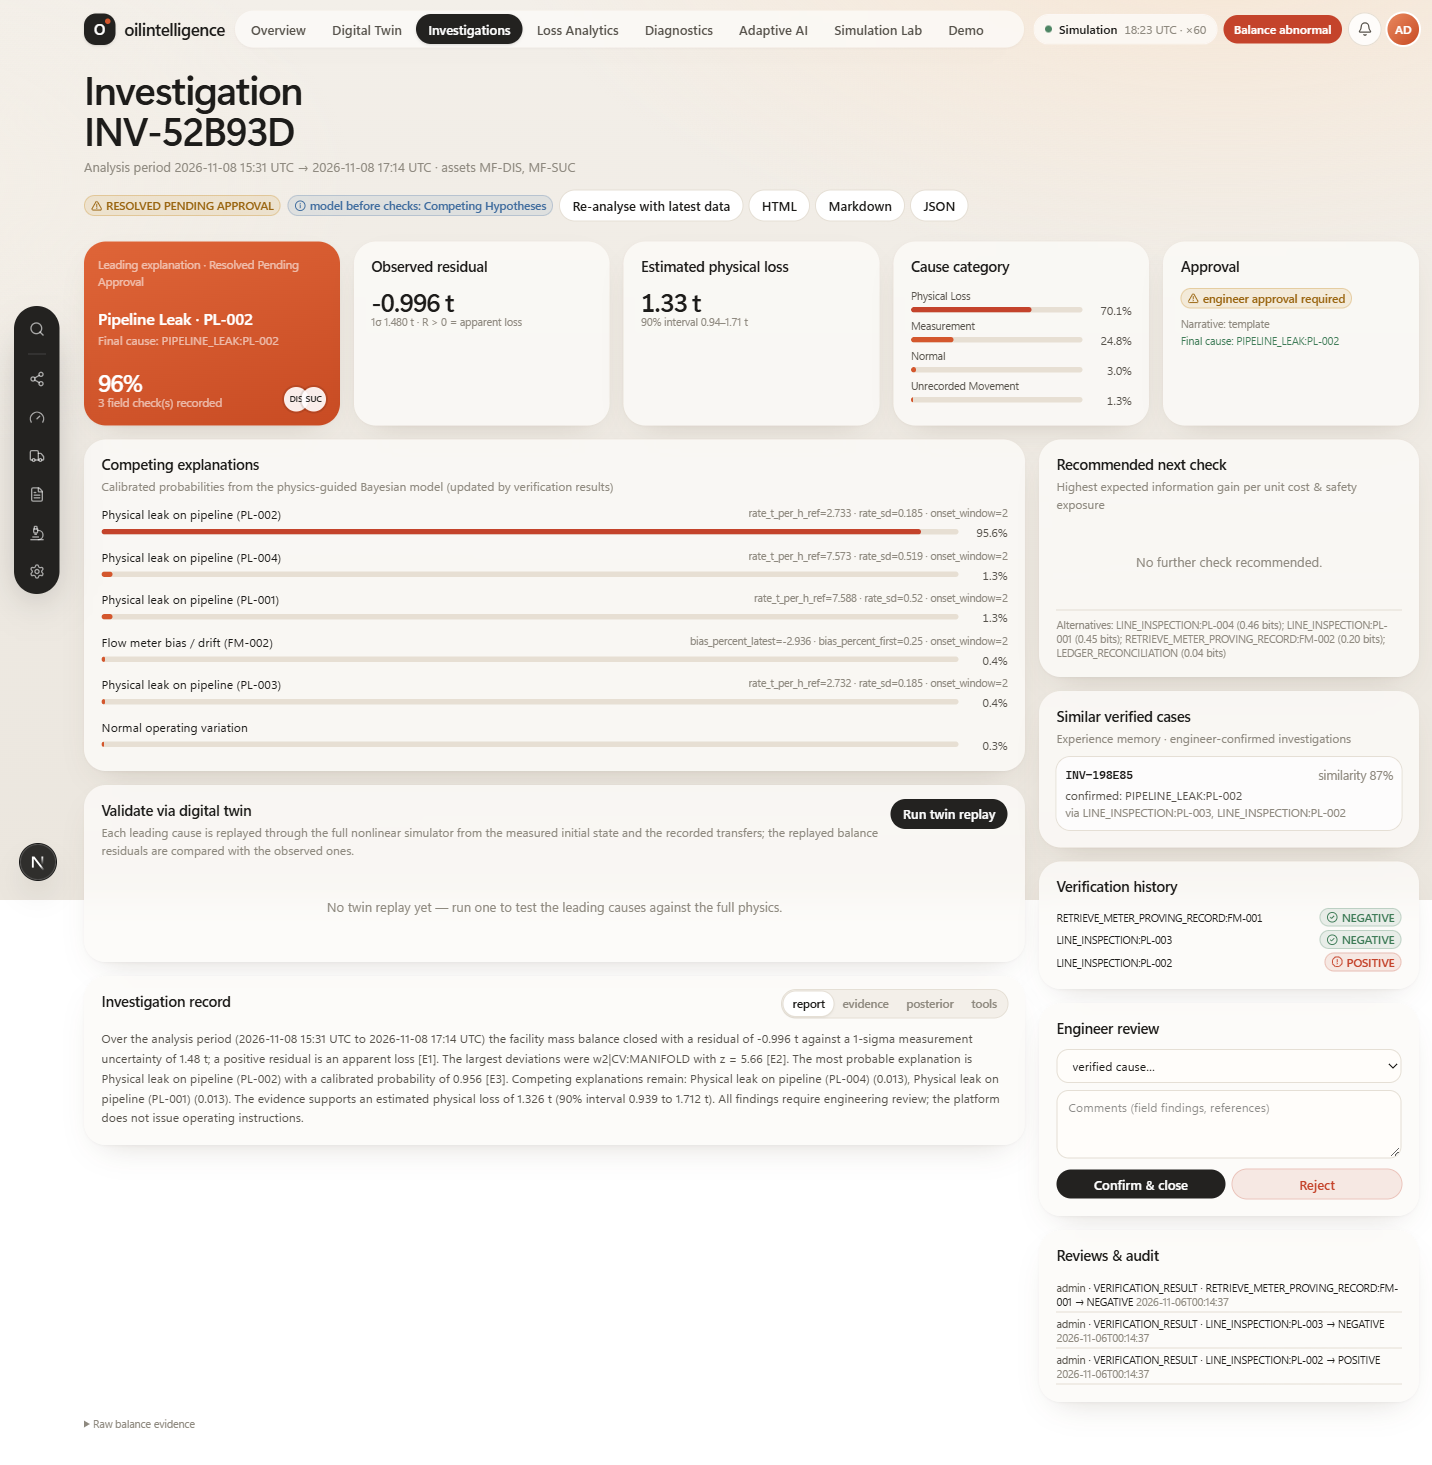 oilintelligence
Overview
Digital Twin
Investigations
Loss Analytics
Diagnostics
Adaptive AI
Simulation Lab
Demo
Simulation 18:23 UTC · ×60
Balance abnormal
AD
Investigation
INV-52B93D
Analysis period 2026-11-08 15:31 UTC → 2026-11-08 17:14 UTC · assets MF-DIS, MF-SUC
RESOLVED PENDING APPROVAL
model before checks: Competing Hypotheses
Re-analyse with latest data
HTML
Markdown
JSON
Leading explanation · Resolved Pending
Approval
Pipeline Leak · PL-002
Final cause: PIPELINE_LEAK:PL-002
96%
3 field check(s) recorded
DIS SUC
Observed residual
-0.996 t
1σ 1.480 t · R > 0 = apparent loss
Estimated physical loss
1.33 t
90% interval 0.94–1.71 t
Cause category
Physical Loss
70.1%
Measurement
24.8%
Normal
3.0%
Unrecorded Movement
1.3%
Approval
engineer approval required
Narrative: template
Final cause: PIPELINE_LEAK:PL-002
Competing explanations
Calibrated probabilities from the physics-guided Bayesian model (updated by verification results)
Physical leak on pipeline (PL-002) rate_t_per_h_ref=2.733 · rate_sd=0.185 · onset_window=2
95.6%
Physical leak on pipeline (PL-004) rate_t_per_h_ref=7.573 · rate_sd=0.519 · onset_window=2
1.3%
Physical leak on pipeline (PL-001) rate_t_per_h_ref=7.588 · rate_sd=0.52 · onset_window=2
1.3%
Flow meter bias / drift (FM-002) bias_percent_latest=-2.936 · bias_percent_first=0.25 · onset_window=2
0.4%
Physical leak on pipeline (PL-003) rate_t_per_h_ref=2.732 · rate_sd=0.185 · onset_window=2
0.4%
Normal operating variation
0.3%
Recommended next check
Highest expected information gain per unit cost & safety
exposure
No further check recommended.
Alternatives: LINE_INSPECTION:PL-004 (0.46 bits); LINE_INSPECTION:PL-
001 (0.45 bits); RETRIEVE_METER_PROVING_RECORD:FM-002 (0.20 bits);
LEDGER_RECONCILIATION (0.04 bits)
Similar verified cases
Experience memory · engineer-confirmed investigations
INV-198E85 similarity 87%
confirmed: PIPELINE_LEAK:PL-002
via LINE_INSPECTION:PL-003, LINE_INSPECTION:PL-002
Validate via digital twin
Run twin replay
Each leading cause is replayed through the full nonlinear simulator from the measured initial state and the recorded transfers; the replayed balance
residuals are compared with the observed ones.
No twin replay yet — run one to test the leading causes against the full physics.
Verification history
RETRIEVE_METER_PROVING_RECORD:FM-001 NEGATIVE
LINE_INSPECTION:PL-003 NEGATIVE
LINE_INSPECTION:PL-002 POSITIVE
Investigation record
report
evidence
posterior
tools
Over the analysis period (2026-11-08 15:31 UTC to 2026-11-08 17:14 UTC) the facility mass balance closed with a residual of -0.996 t against a 1-sigma measurement
uncertainty of 1.48 t; a positive residual is an apparent loss [E1]. The largest deviations were w2|CV:MANIFOLD with z = 5.66 [E2]. The most probable explanation is
Physical leak on pipeline (PL-002) with a calibrated probability of 0.956 [E3]. Competing explanations remain: Physical leak on pipeline (PL-004) (0.013), Physical leak on
pipeline (PL-001) (0.013). The evidence supports an estimated physical loss of 1.326 t (90% interval 0.939 to 1.712 t). All findings require engineering review; the platform
does not issue operating instructions.
Engineer review
verified cause...
Comments (field findings, references)
Confirm & close
Reject
Reviews & audit
admin · VERIFICATION_RESULT · RETRIEVE_METER_PROVING_RECORD:FM-
001 → NEGATIVE 2026-11-06T00:14:37
admin · VERIFICATION_RESULT · LINE_INSPECTION:PL-003 → NEGATIVE
2026-11-06T00:14:37
admin · VERIFICATION_RESULT · LINE_INSPECTION:PL-002 → POSITIVE
2026-11-06T00:14:37
Raw balance evidence